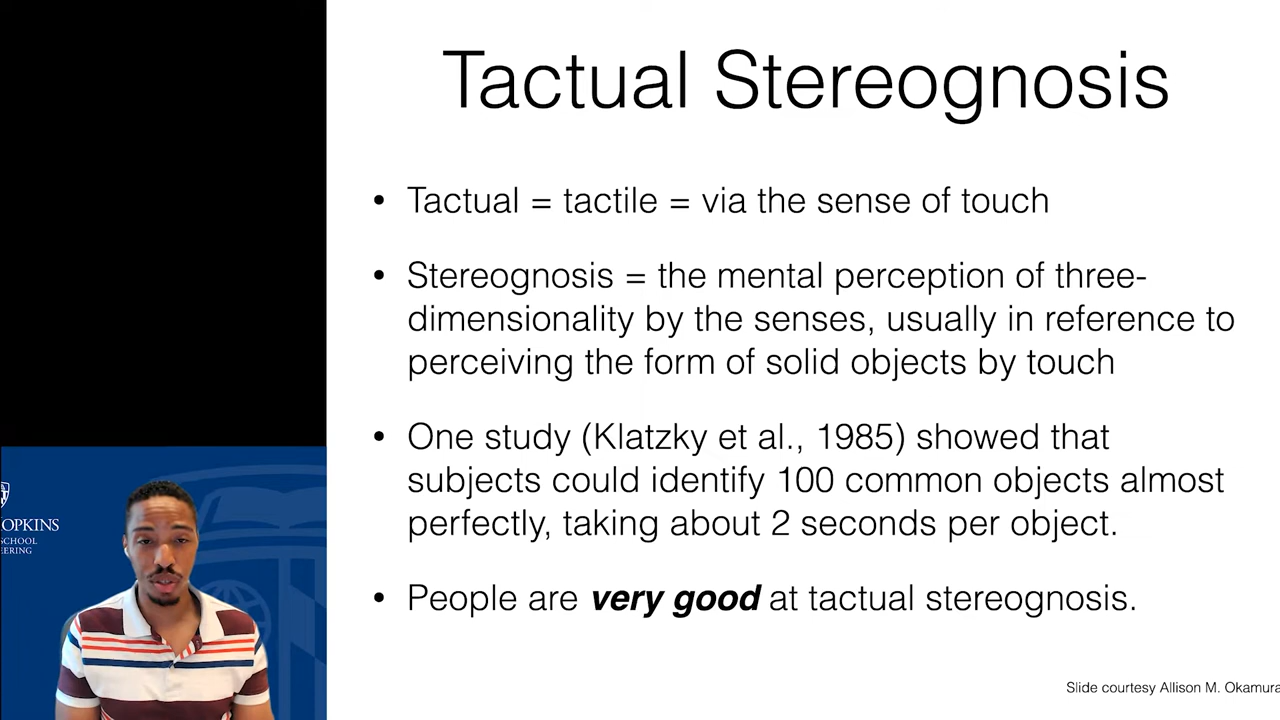 Tactual Stereognosis
• Tactual = tactile = via the sense of touch
• Stereognosis = the mental perception of three-
dimensionality by the senses, usually in reference to
perceiving the form of solid objects by touch
• One study (Klatzky et al., 1985) showed that
subjects could identify 100 common objects almost
perfectly, taking about 2 seconds per object.
• People are very good at tactual stereognosis.
OPKINS
SCHOOL
EERING
Slide courtesy Allison M. Okamura